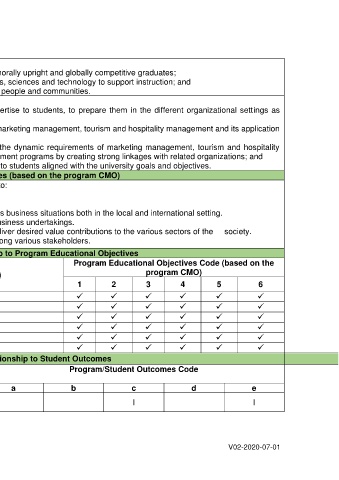 norally upright and globally competitive graduates;
s, sciences and technology to support instruction; and
people and communities.
ertise to students, to prepare them in the different organizational settings as
marketing management, tourism and hospitality management and its application
the dynamic requirements of marketing management, tourism and hospitality
ment programs by creating strong linkages with related organizations; and
to students aligned with the university goals and objectives.
es (based on the program CMO)
to:
s business situations both in the local and international setting.
usiness undertakings.
liver desired value contributions to the various sectors of the society.
ong various stakeholders.
p to Program Educational Objectives
Program Educational Objectives Code (based on the
program CMO)
)
1 2 3 4 5 6
✓ ✓ ✓ ✓ ✓ ✓
✓ ✓ ✓ ✓ ✓ ✓
✓ ✓ ✓ ✓ ✓ ✓
✓ ✓ ✓ ✓ ✓ ✓
✓ ✓ ✓ ✓ ✓ ✓
✓ ✓ ✓ ✓ ✓ ✓
ionship to Student Outcomes
Program/Student Outcomes Code
a b c d e
I I
V02-2020-07-01